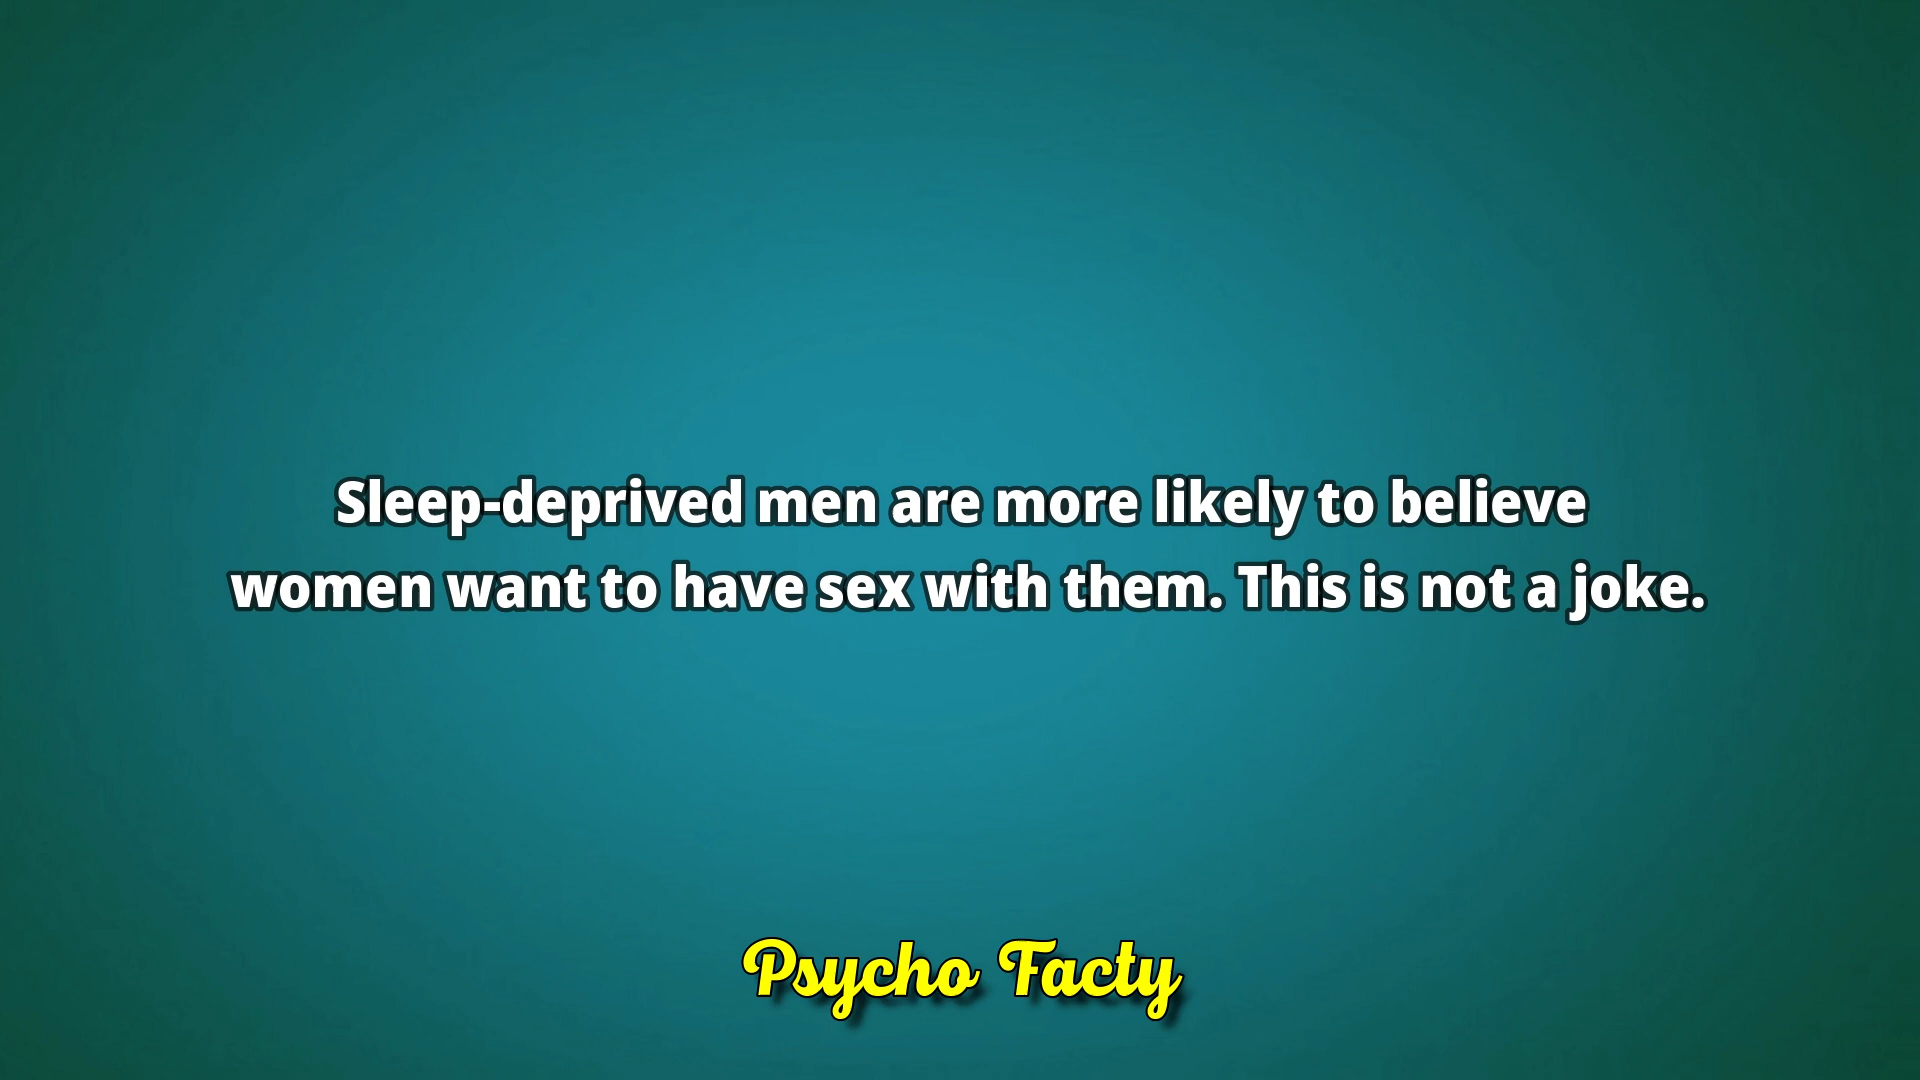 Sleep-deprived men are more likely to believe
women want to have sex with them. This is not a joke.
Psycho Facty